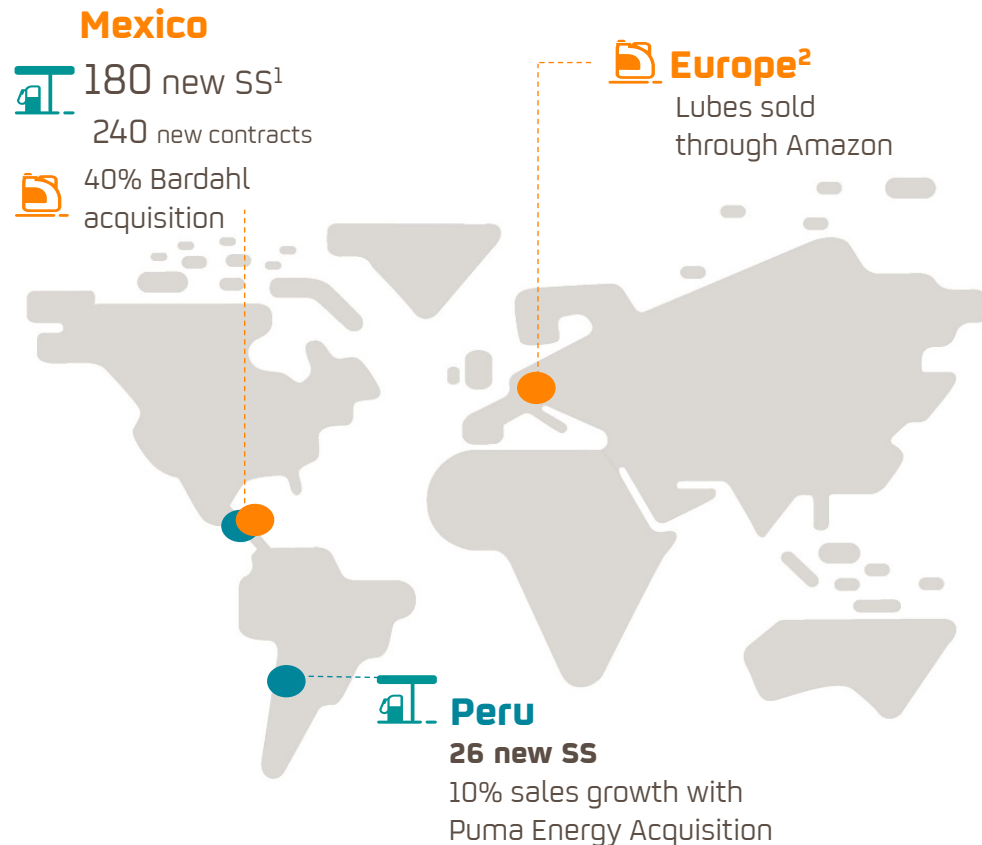 Mexico
180 new SS¹
240 new contracts
40% Bardahl
acquisition
Europe²
Lubes sold
through Amazon
Peru
26 new SS
10% sales growth with
Puma Energy Acquisition